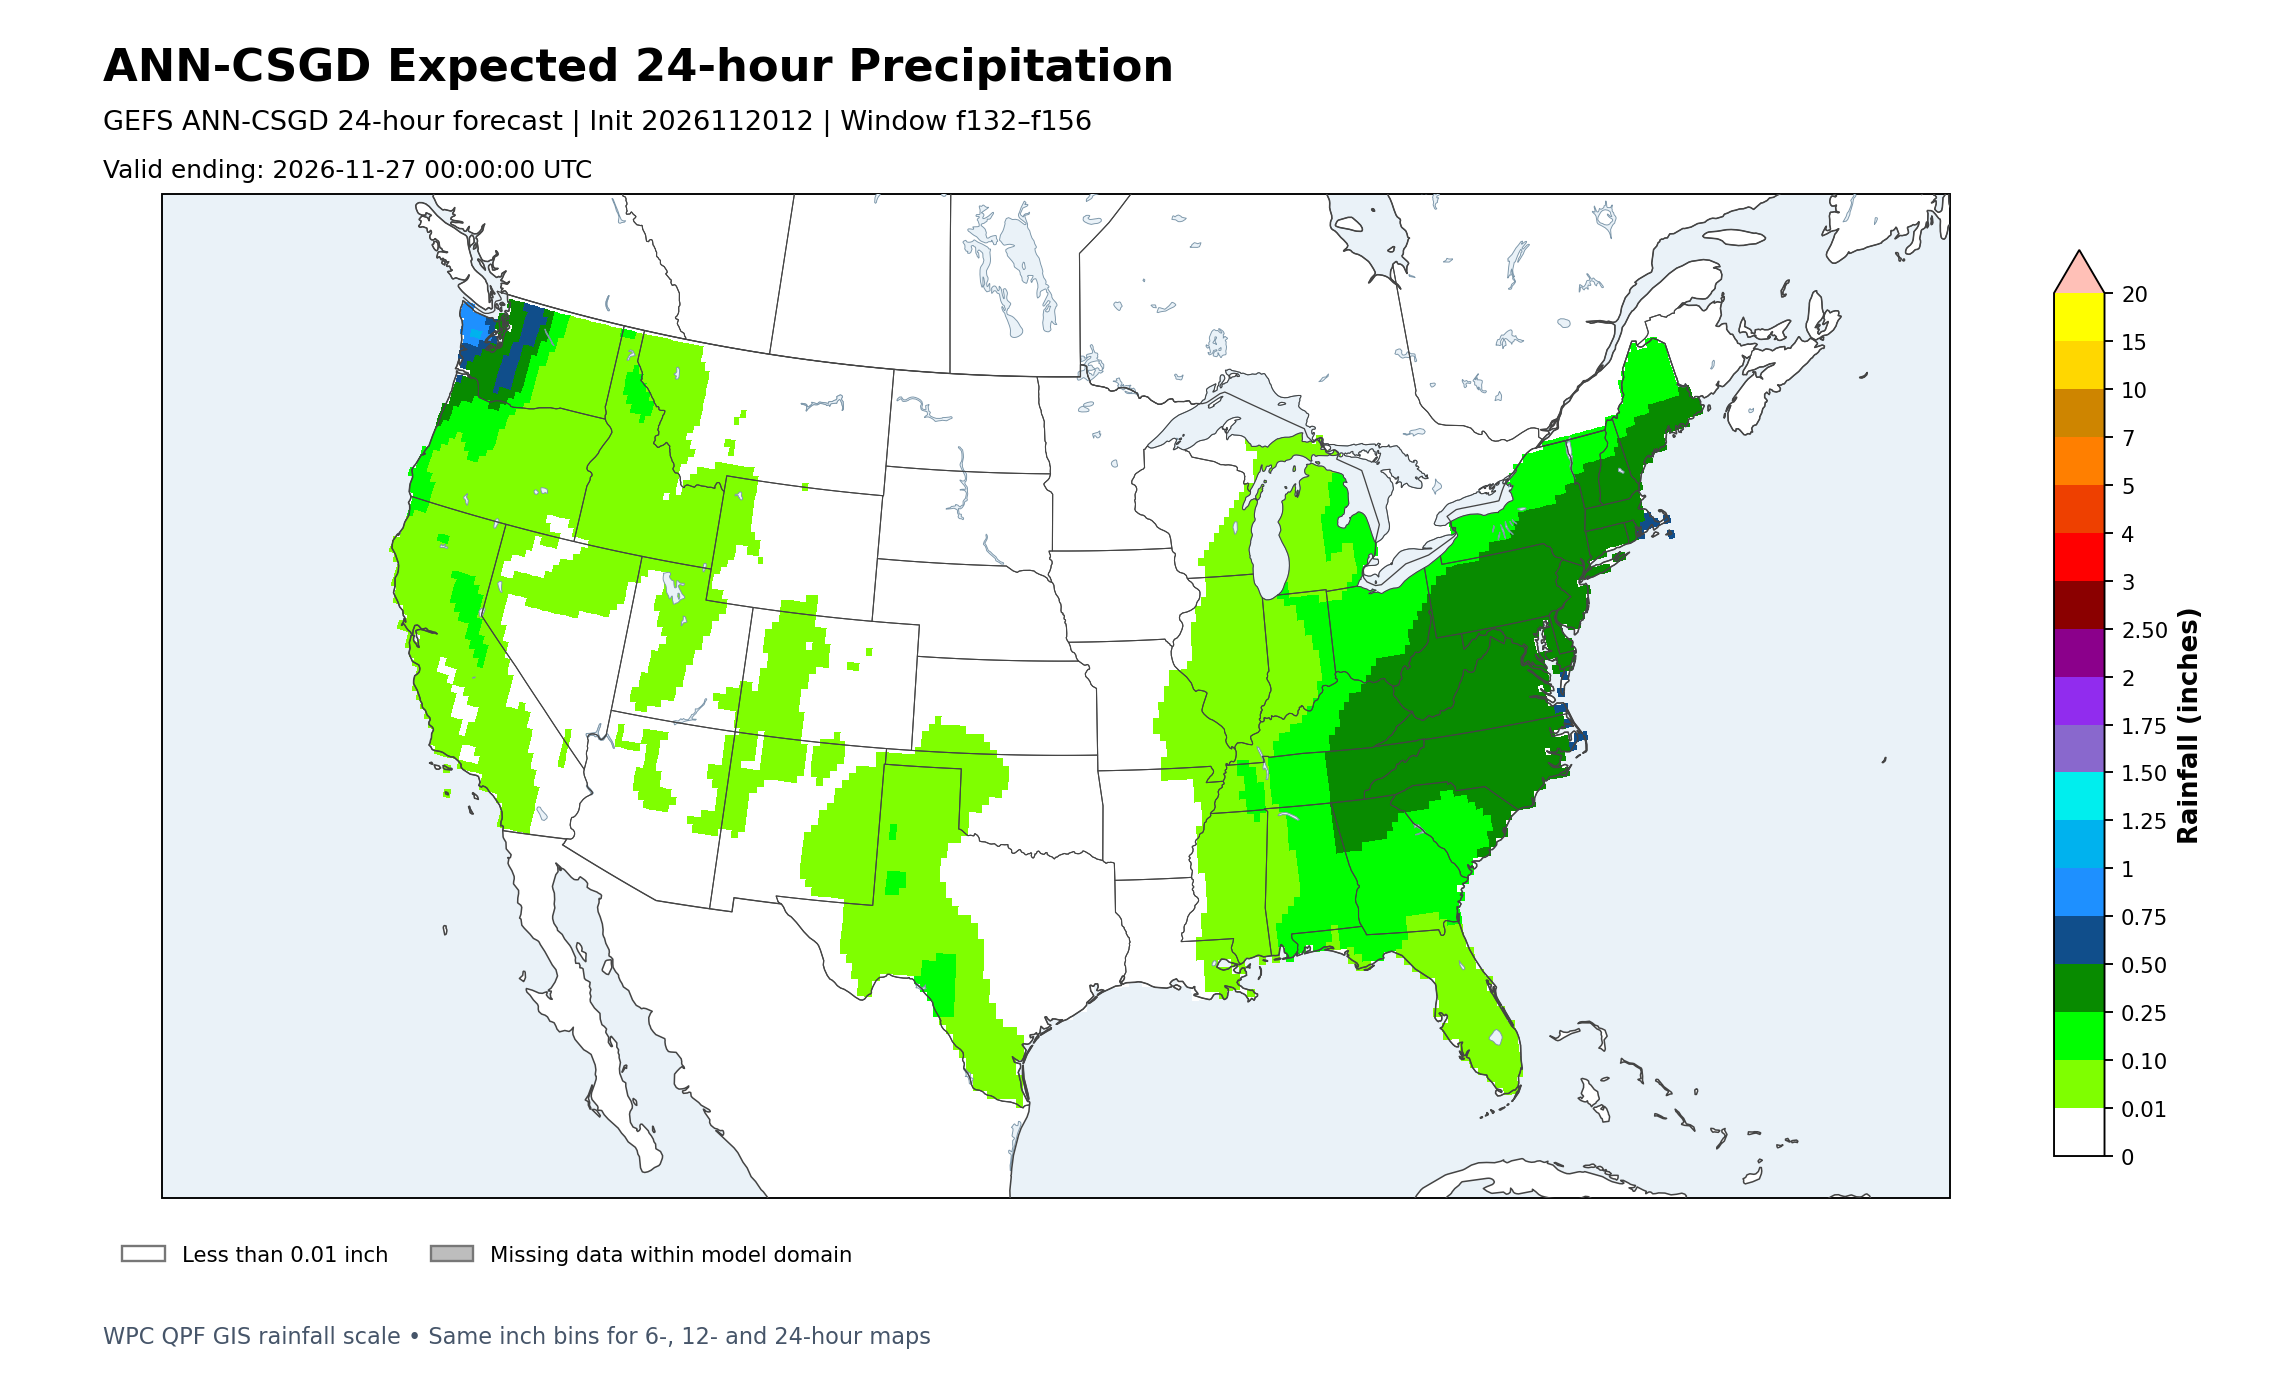 ANN-CSGD Expected 24-hour Precipitation
GEFS ANN-CSGD 24-hour forecast | Init 2026112012 | Window f132–f156
Valid ending: 2026-11-27 00:00:00 UTC
20
15
10
7
5
4
3
2.50
2
1.75
1.50
1.25
1
0.75
0.50
0.25
0.10
0.01
0
Rainfall (inches)
Less than 0.01 inch
Missing data within model domain
WPC QPF GIS rainfall scale • Same inch bins for 6-, 12- and 24-hour maps